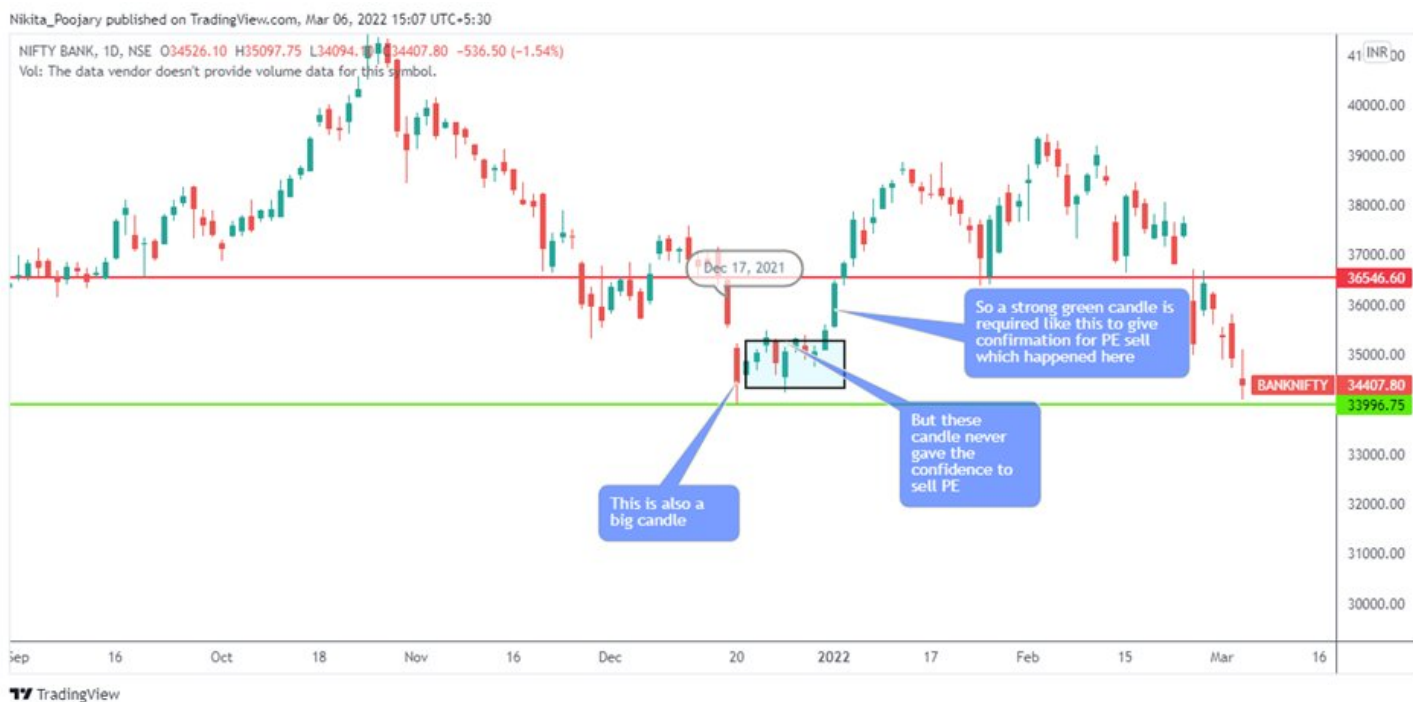 Nikita_Poojary published on TradingView.com, Mar 06, 2022 15:07 UTC+5:30
NIFTY BANK, 1D, NSE O34526.10 H35097.75 L34094. 34407.80 −536.50 (−1.54%)
Vol: The data vendor doesn't provide volume data for this symbol.
INR
40000.00
39000.00
38000.00
37000.00
Dec 17, 2021
36546.60
36000.00
So a strong green candle is
required like this to give
confirmation for PE sell
which happened here
35000.00
BANKNIFTY 34407.80
33996.75
But these
candle never
gave the
confidence to
sell PE
33000.00
This is also a
big candle
32000.00
31000.00
30000.00
Sep 16 Oct 18 Nov 16 Dec 20 2022 17 Feb 15 Mar 16
TradingView